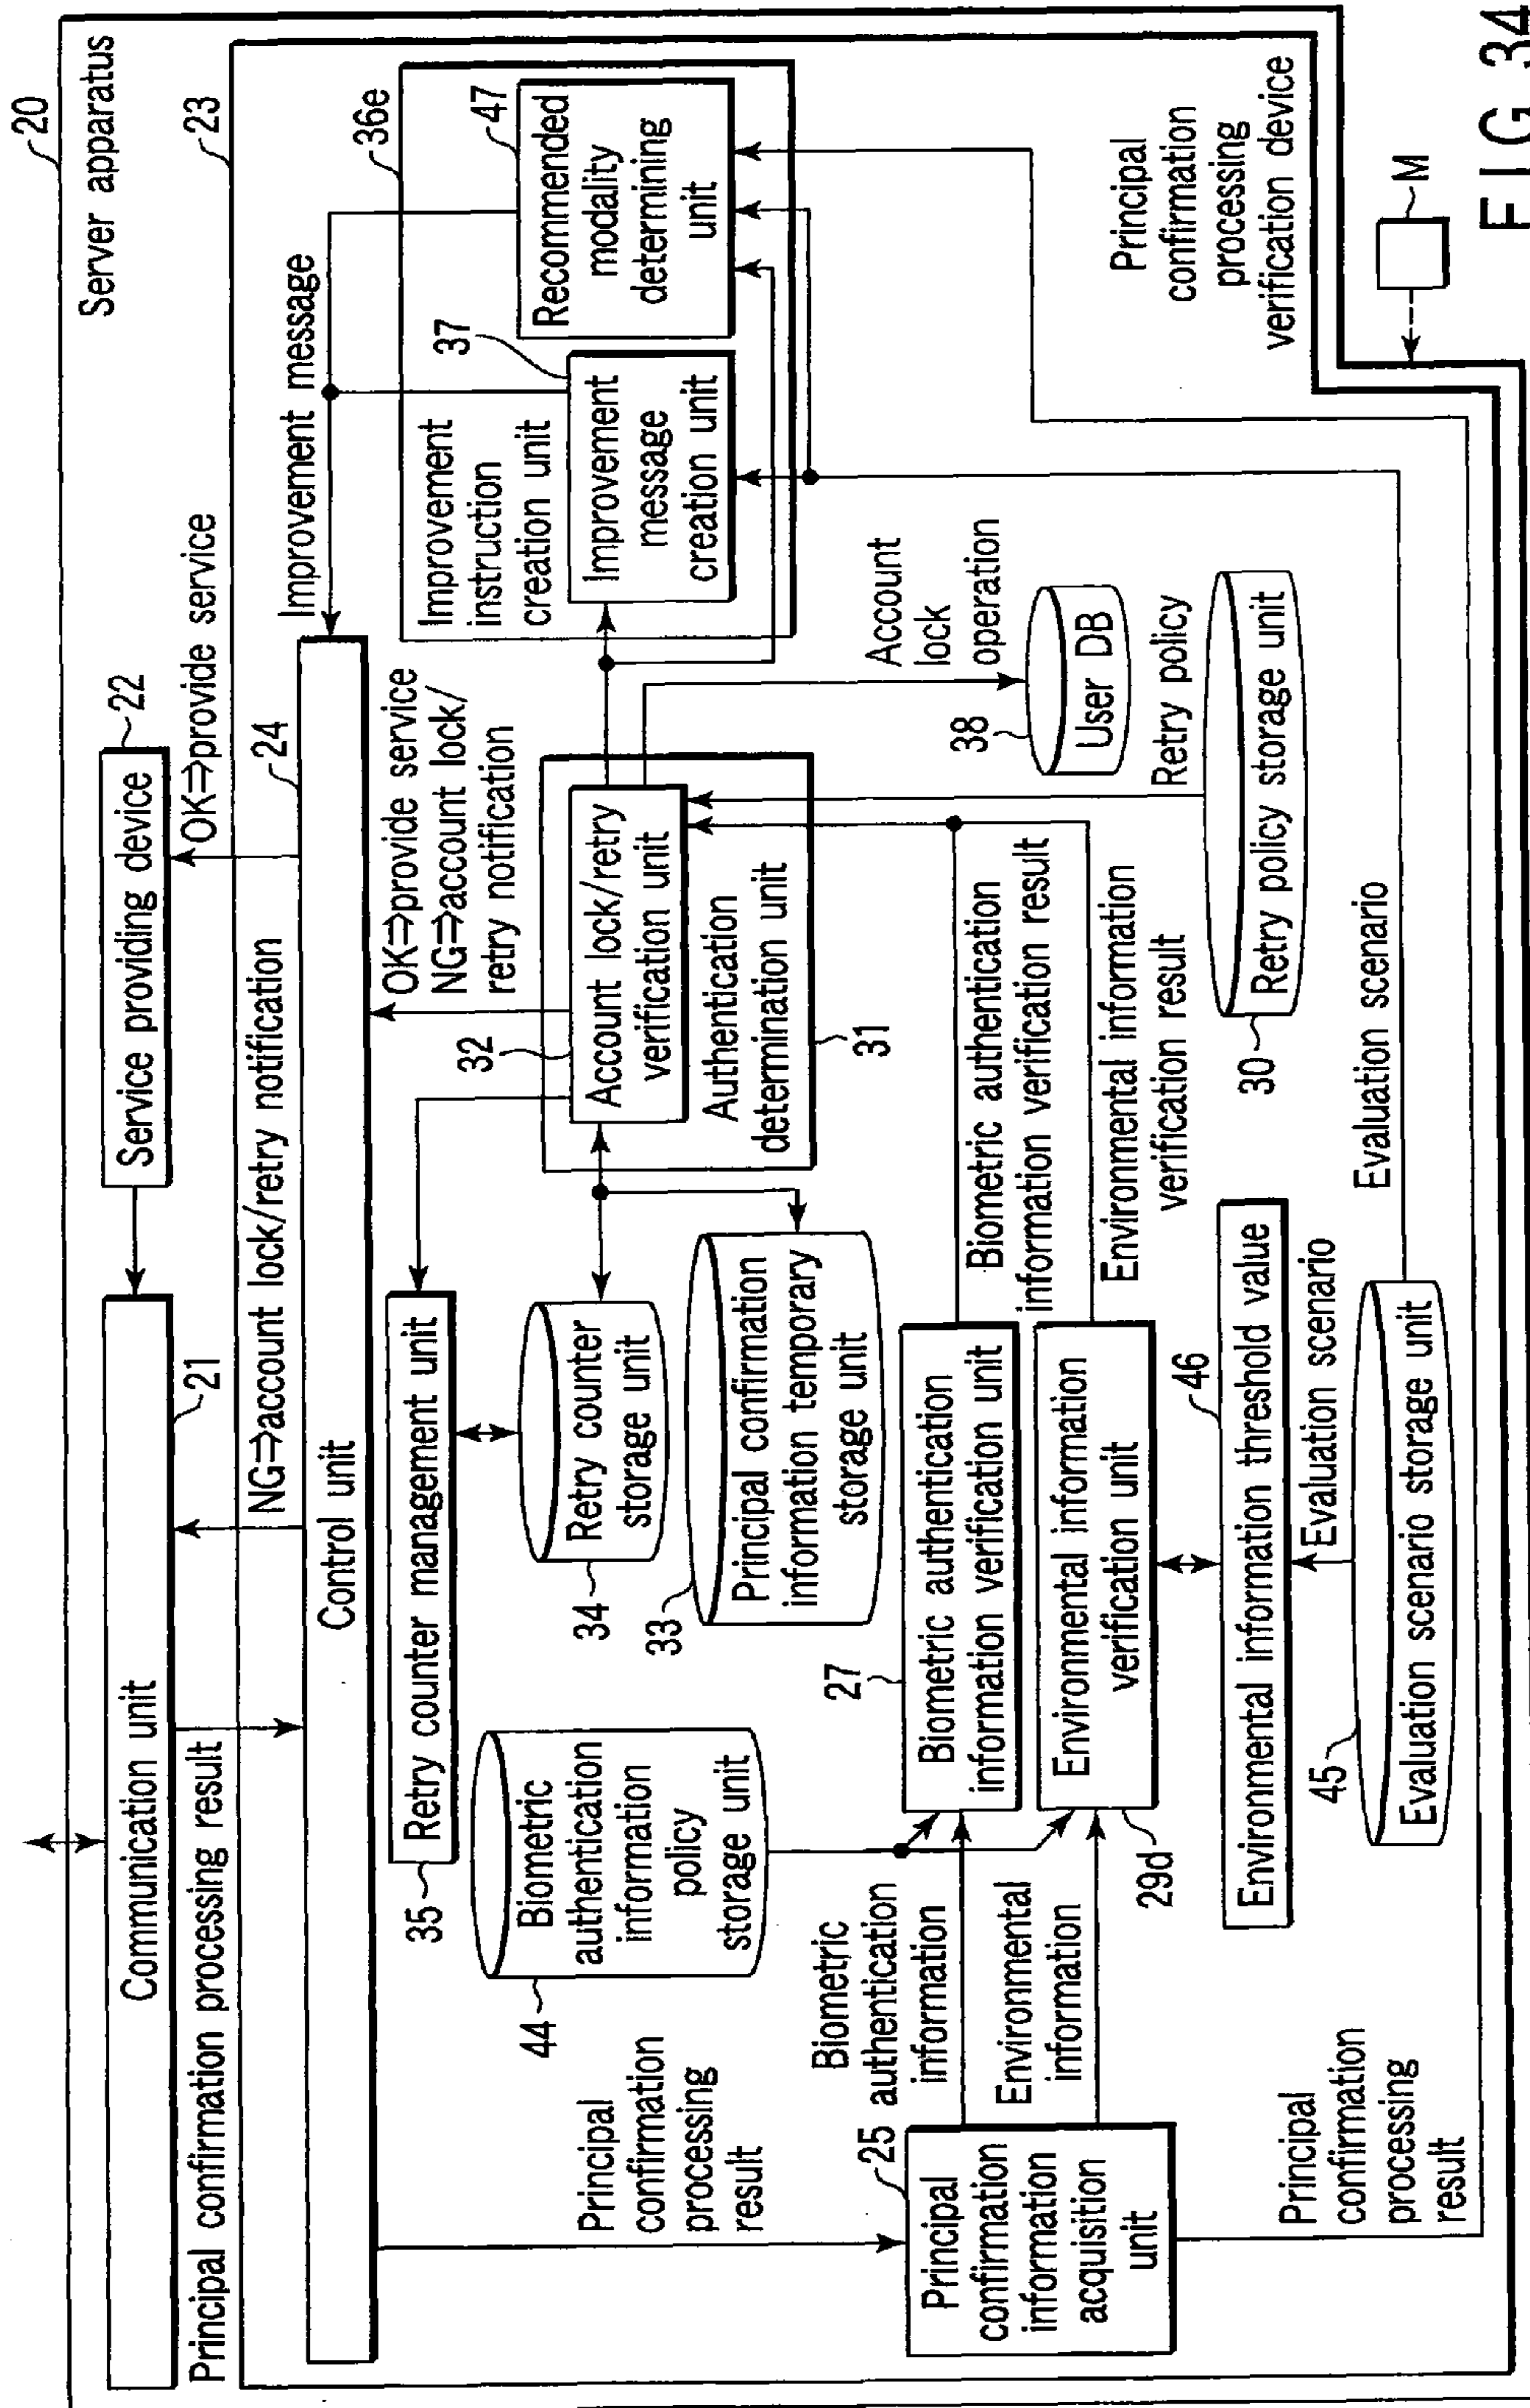 20
Server apparatus
Communication unit
21
Service providing device
22
Principal confirmation processing result
NG⇒account lock/retry notification
OK⇒provide service
23
Control unit
24
Improvement message
35
Retry counter management unit
OK⇒provide service
NG⇒account lock/
retry notification
Improvement
instruction
creation unit
36e
37
Improvement
message
creation unit
47
Recommended
modality
determining
unit
44
Biometric
authentication
information
policy
storage unit
34
Retry counter
storage unit
33
Principal confirmation
information temporary
storage unit
32
Account lock/retry
verification unit
Authentication
determination unit
31
Account
lock
operation
38
User DB
Principal
confirmation
processing
result
25
Principal
confirmation
information
acquisition
unit
Biometric
authentication
information
Environmental
information
27
Biometric authentication
information verification unit
Environmental information
verification unit
29d
Biometric authentication
information verification result
Environmental information
verification result
Retry policy
30
Retry policy storage unit
46
Environmental information threshold value
Evaluation scenario
45
Evaluation scenario storage unit
Evaluation scenario
Principal
confirmation
processing
result
Principal
confirmation
processing
verification device
M
FIG. 34